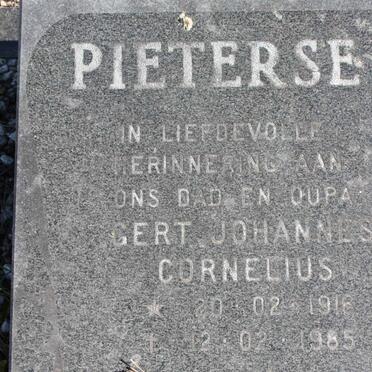 PIETERSE
IN LIEFDEVOLLE
HERINNERING AAN
ONS DAD EN OUPA
GERT JOHANNES
CORNELIUS
* 20 · 02 · 1916
† 12 · 02 · 1985